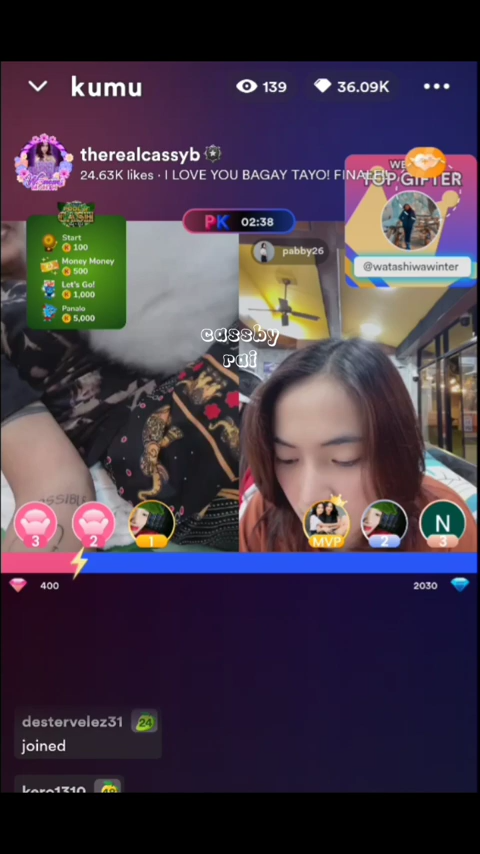 kumu
139
36.09K
therealcassyb
24.63K likes · I LOVE YOU BAGAY TAYO! FINALE!
TOP GIFTER
@watashiwawinter
CASH
Start
100
Money Money
500
Let's Go!
1,000
Panalo
5,000
PK 02:38
pabby26
cassby
rai
3
2
1
MVP
2
N
3
400
2030
destervelez31 24
joined